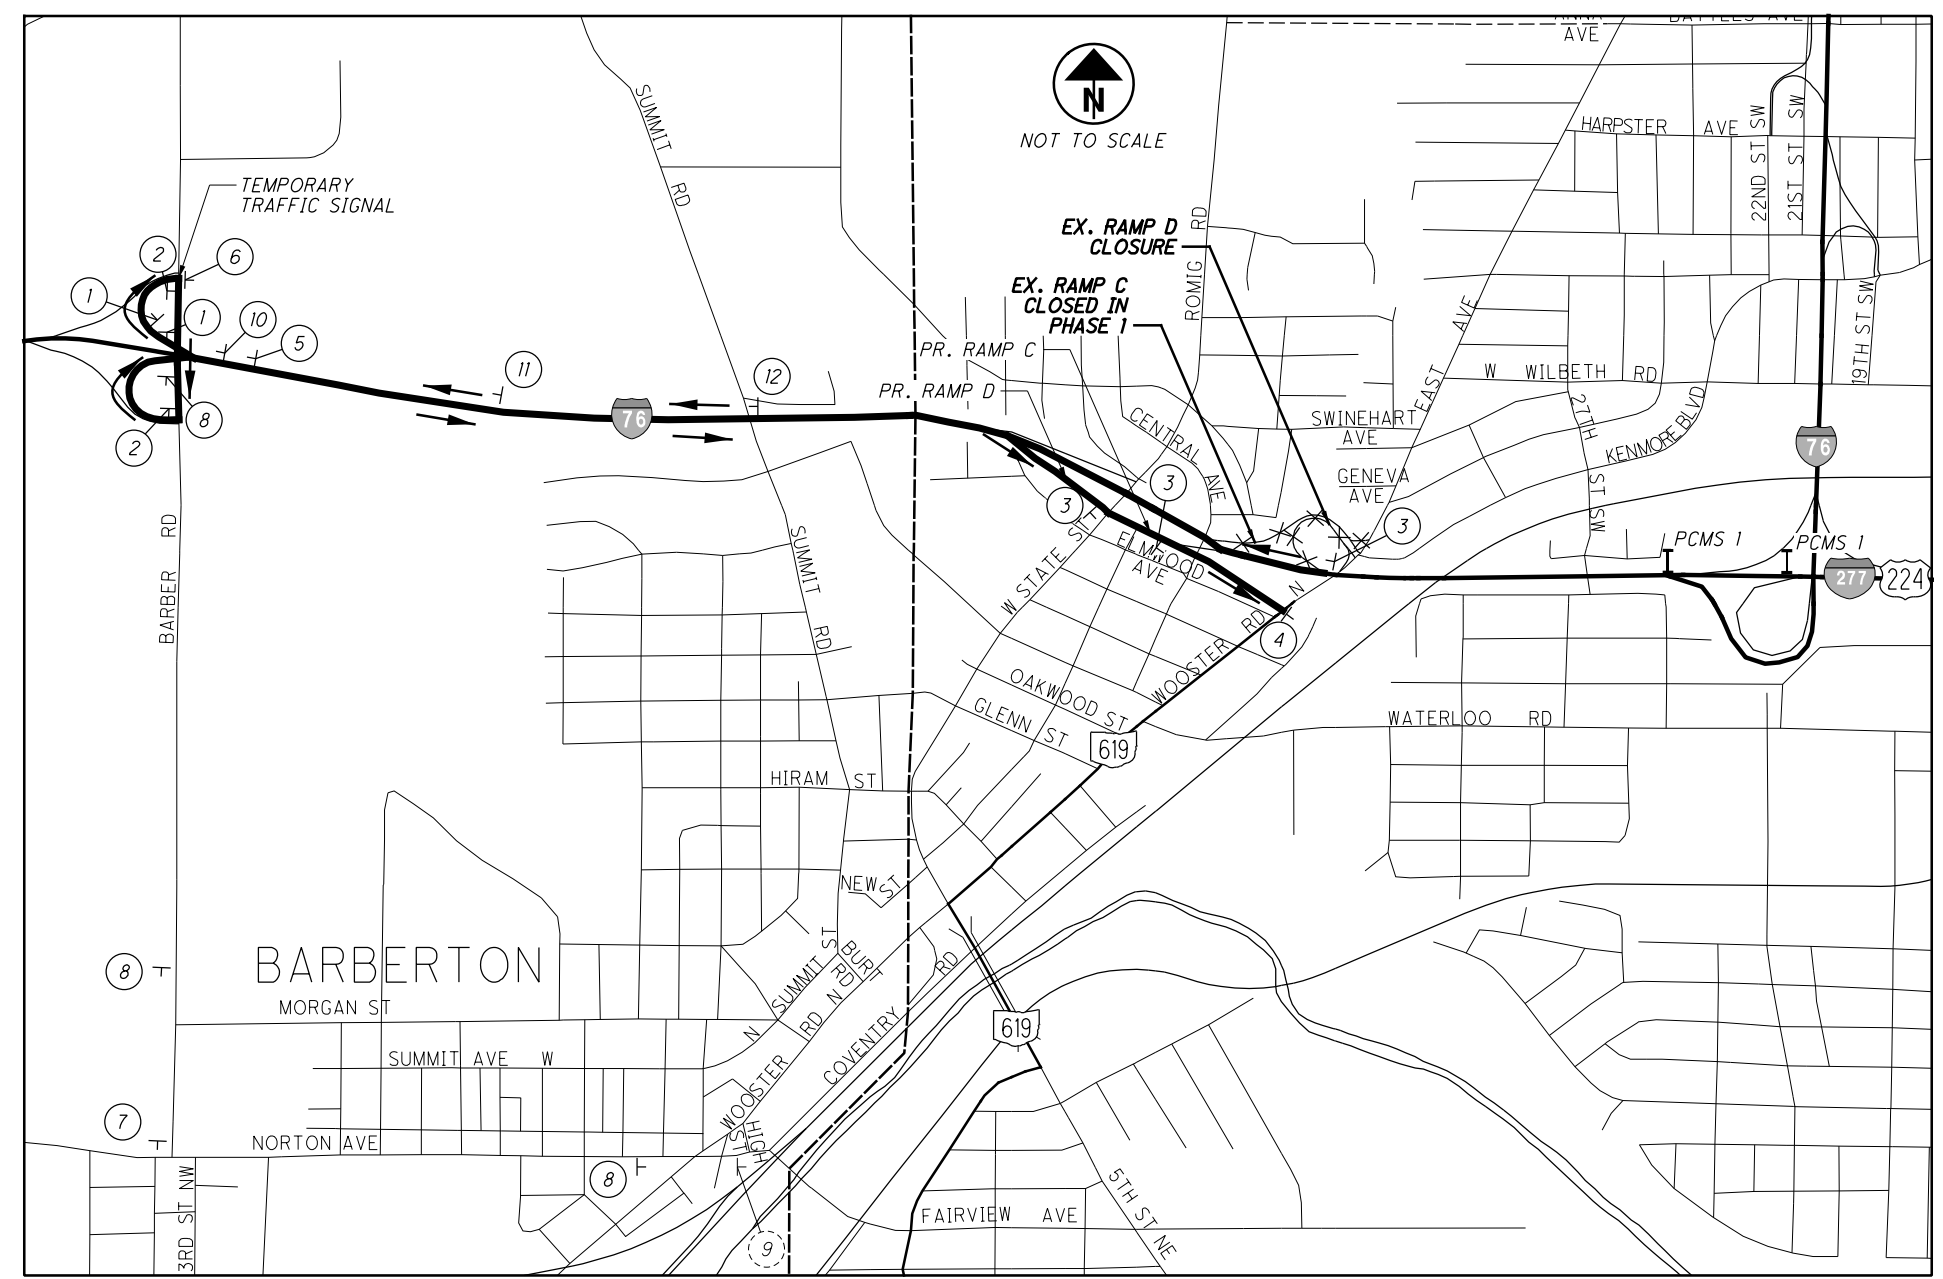 ANNA
AVE
BATTLES AVE
N
NOT TO SCALE
SUMMIT
RD
HARPSTER AVE
22ND ST SW
21ST ST SW
TEMPORARY
TRAFFIC SIGNAL
EX. RAMP D
CLOSURE
ROMIG RD
2
6
EX. RAMP C
CLOSED IN
PHASE 1
1
1
10
5
PR. RAMP C
EAST AVE
19TH ST SW
11
12
PR. RAMP D
W WILBETH RD
76
8
2
CENTRAL AVE
SWINEHART
AVE
27TH ST SW
KENMORE BLVD
76
GENEVA
AVE
3
3
3
BARBER RD
SUMMIT RD
W STATE ST
ELMWOOD
AVE
PCMS 1
PCMS 1
277
224
N
WOOSTER RD
4
OAKWOOD ST
GLENN ST
619
WATERLOO RD
HIRAM ST
NEW ST
BARBERTON
8
MORGAN ST
N SUMMIT ST
BURT
RD
WOOSTER RD N
COVENTRY RD
619
SUMMIT AVE W
7
NORTON AVE
HIGH
ST
8
3RD ST NW
9
FAIRVIEW AVE
5TH ST NE